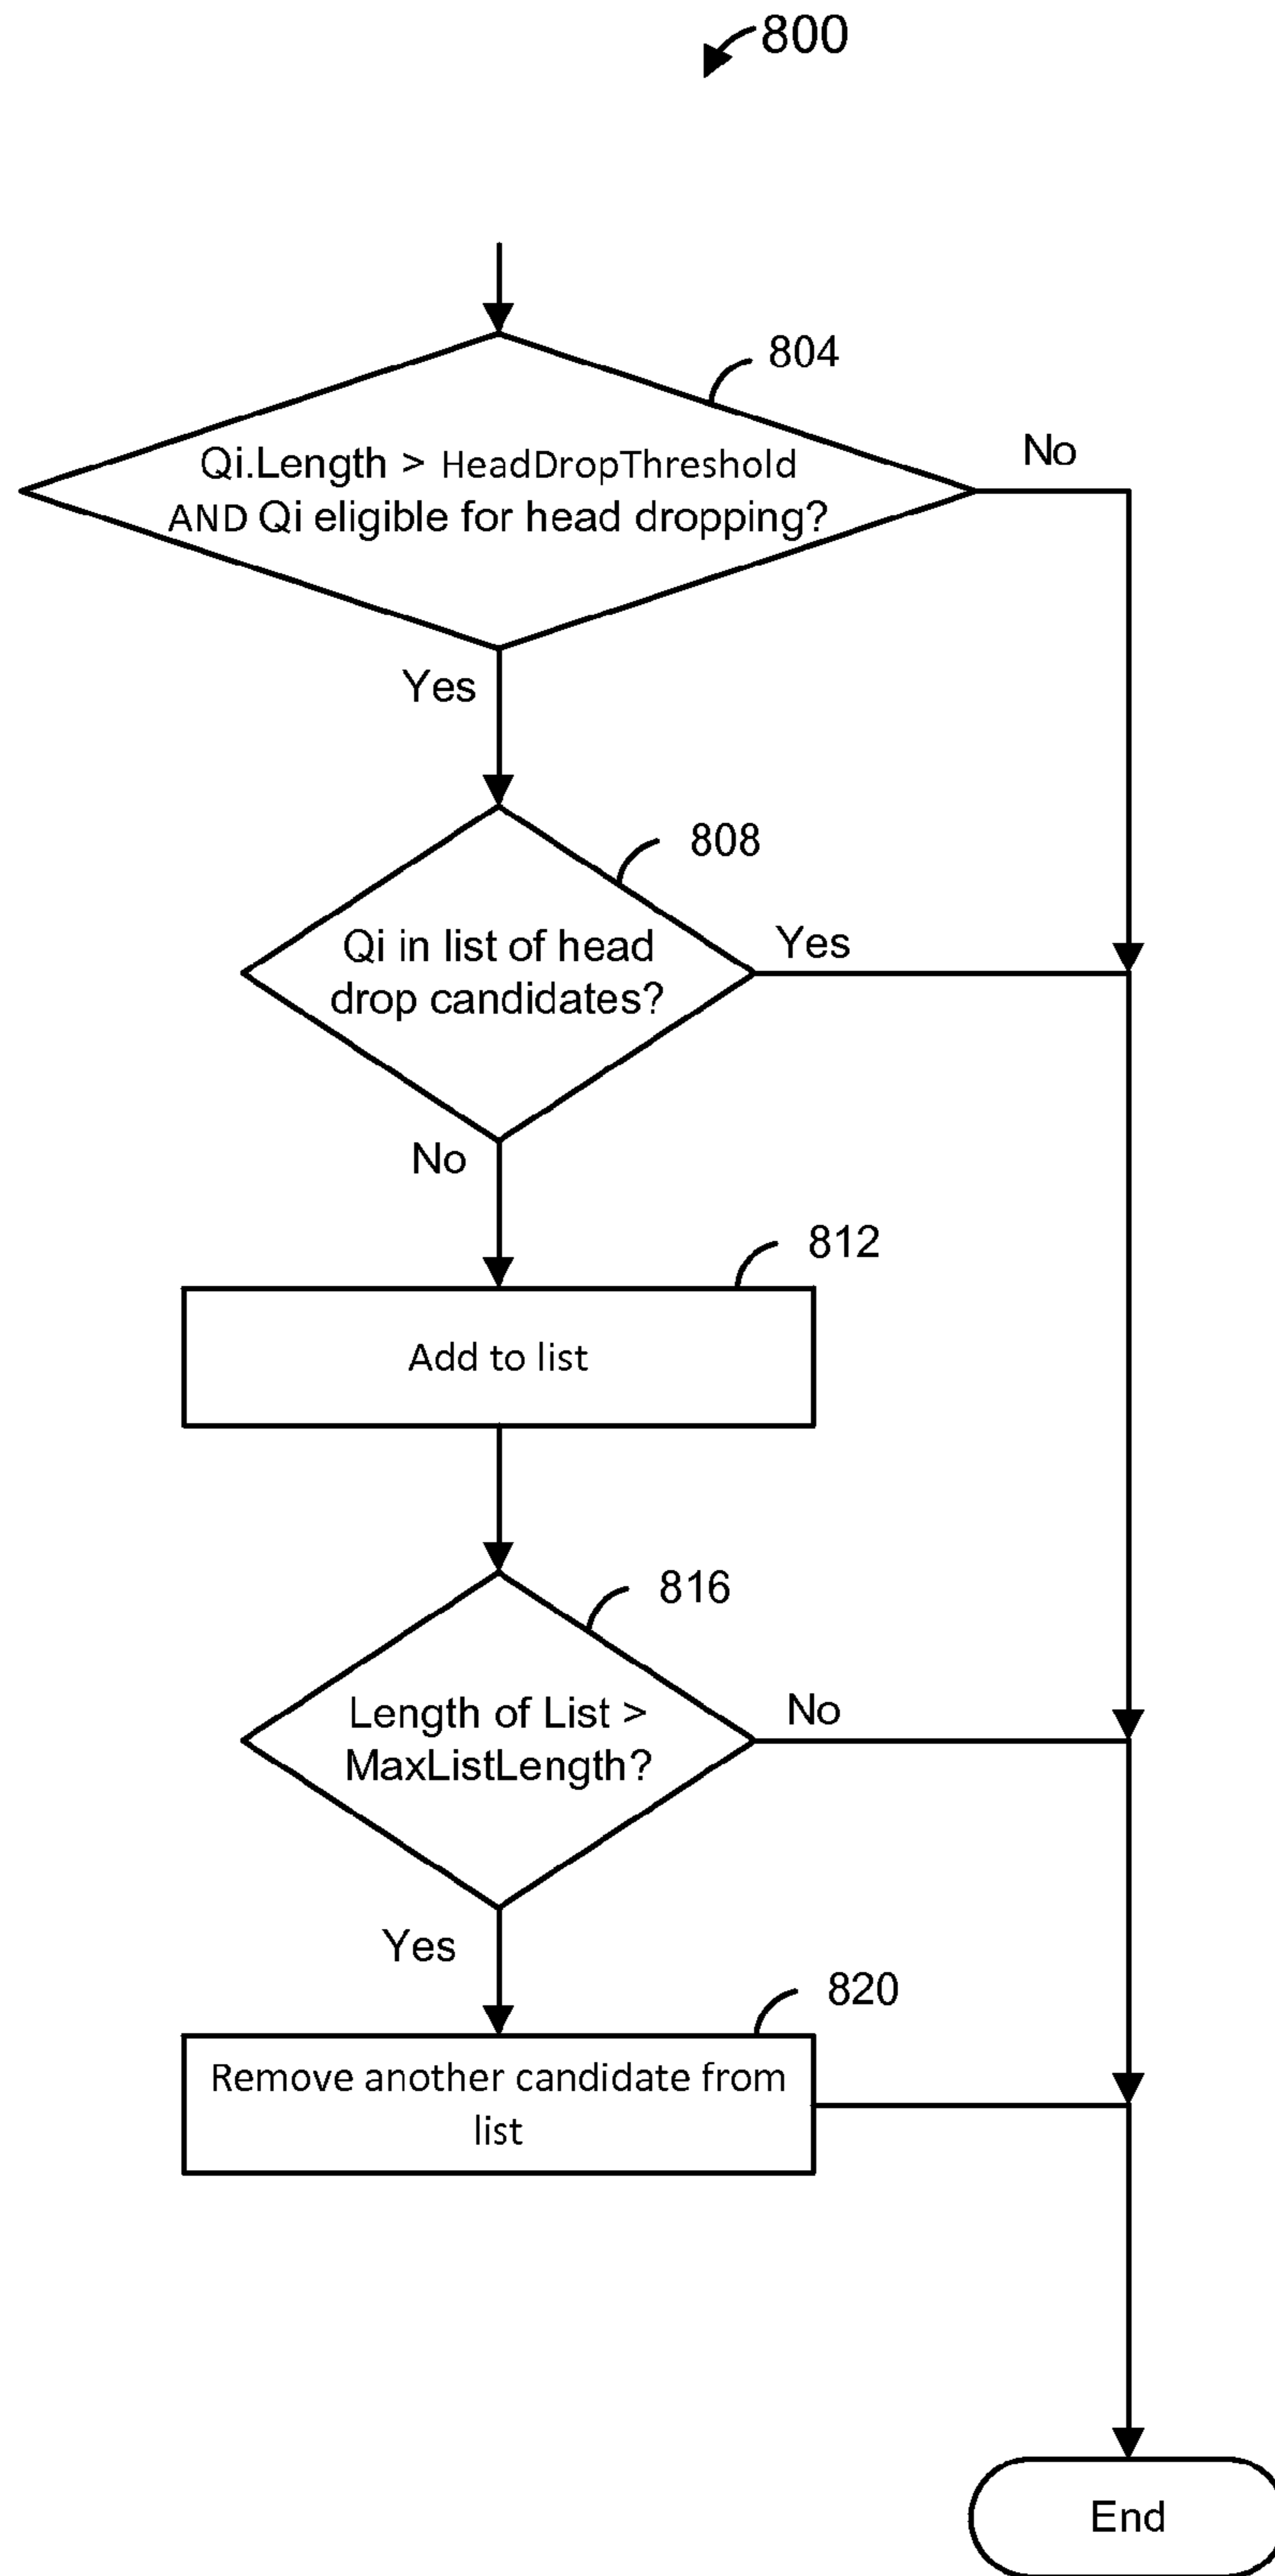 800
804
Qi.Length > HeadDropThreshold
AND Qi eligible for head dropping?
No
Yes
808
Qi in list of head
drop candidates?
Yes
No
812
Add to list
816
Length of List >
MaxListLength?
No
Yes
820
Remove another candidate from
list
End